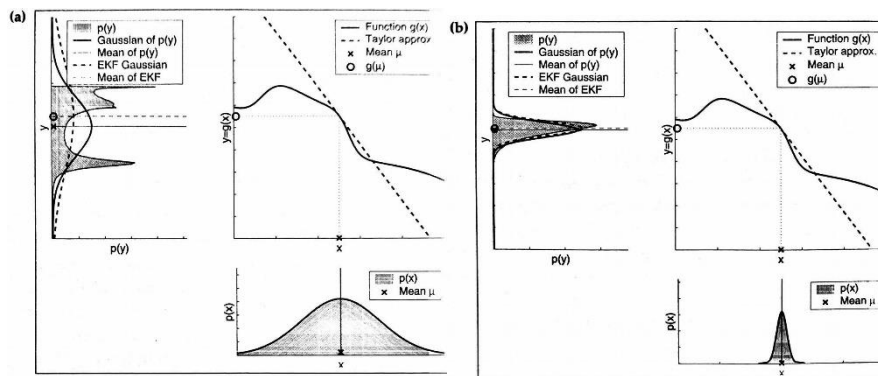 (a)
p(y)
Gaussian of p(y)
Mean of p(y)
EKF Gaussian
Mean of EKF
Function g(x)
Taylor approx.
Mean μ
g(μ)
y
p(y)
y=g(x)
x
p(x)
Mean μ
p(x)
x
(b)
p(y)
Gaussian of p(y)
Mean of p(y)
EKF Gaussian
Mean of EKF
Function g(x)
Taylor approx.
Mean μ
g(μ)
y
p(y)
y=g(x)
x
p(x)
Mean μ
p(x)
x